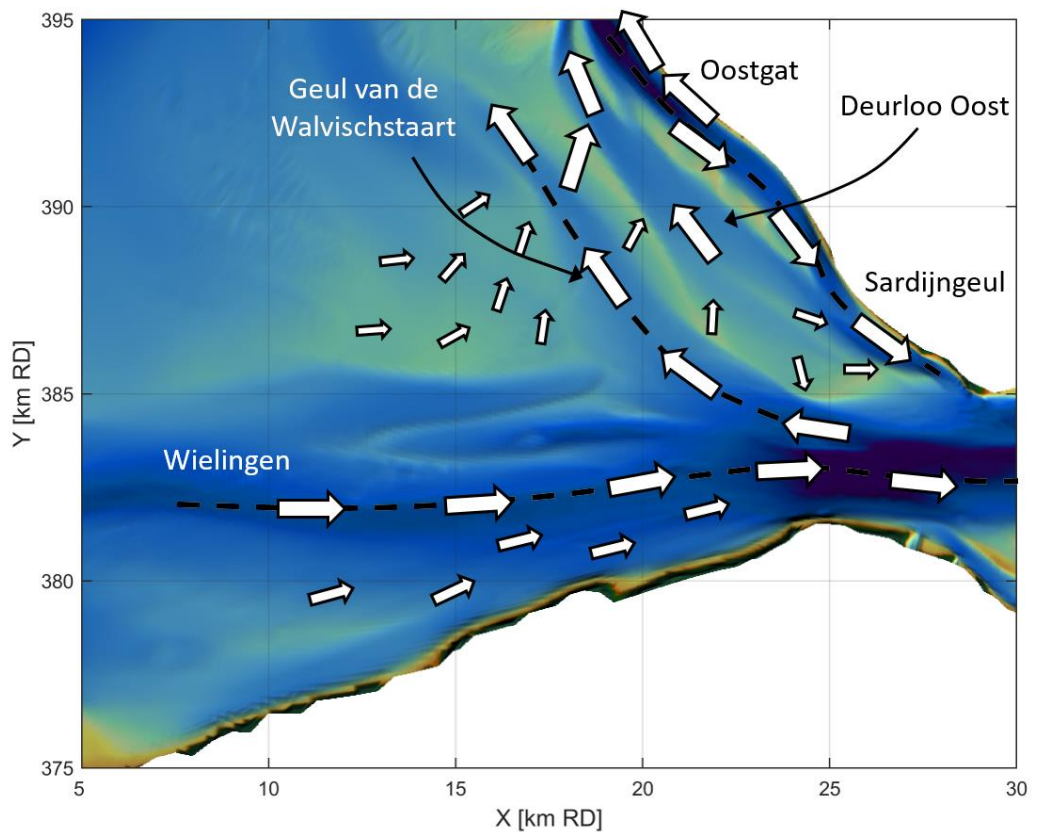 395
Oostgat
Geul van de
Walvischstaart
Deurloo Oost
390
Sardijngeul
Y [km RD]
385
Wielingen
380
375
5
10
15
20
25
30
X [km RD]